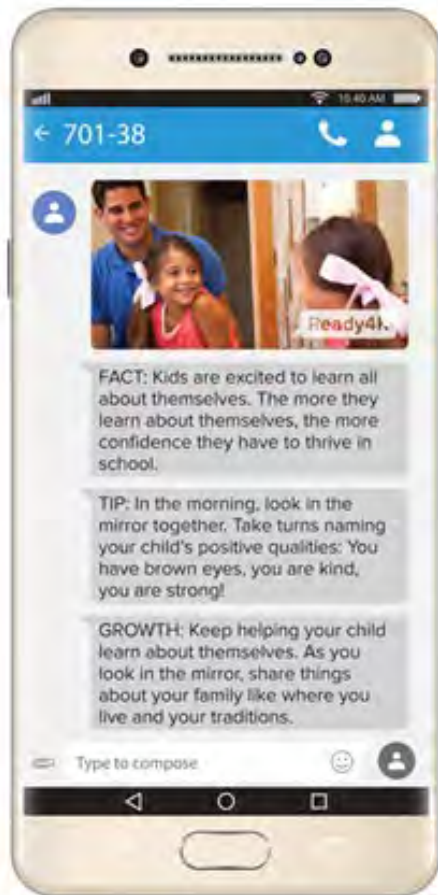 10:40 AM
701-38
Ready4K
FACT: Kids are excited to learn all
about themselves. The more they
learn about themselves, the more
confidence they have to thrive in
school.
TIP: In the morning, look in the
mirror together. Take turns naming
your child's positive qualities: You
have brown eyes, you are kind,
you are strong!
GROWTH: Keep helping your child
learn about themselves. As you
look in the mirror, share things
about your family like where you
live and your traditions.
Type to compose